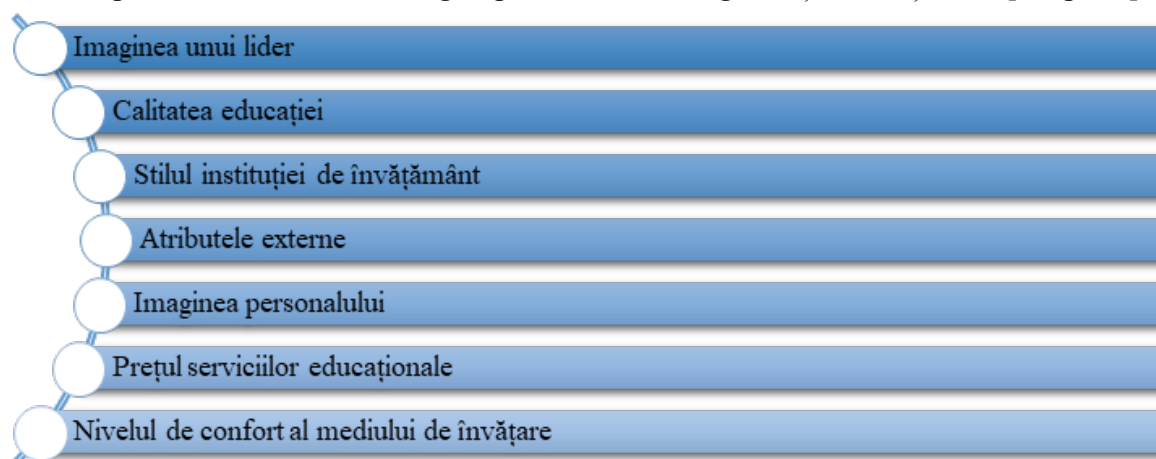 Imaginea unui lider
Calitatea educației
Stilul instituției de învățământ
Atributele externe
Imaginea personalului
Prețul serviciilor educaționale
Nivelul de confort al mediului de învățare